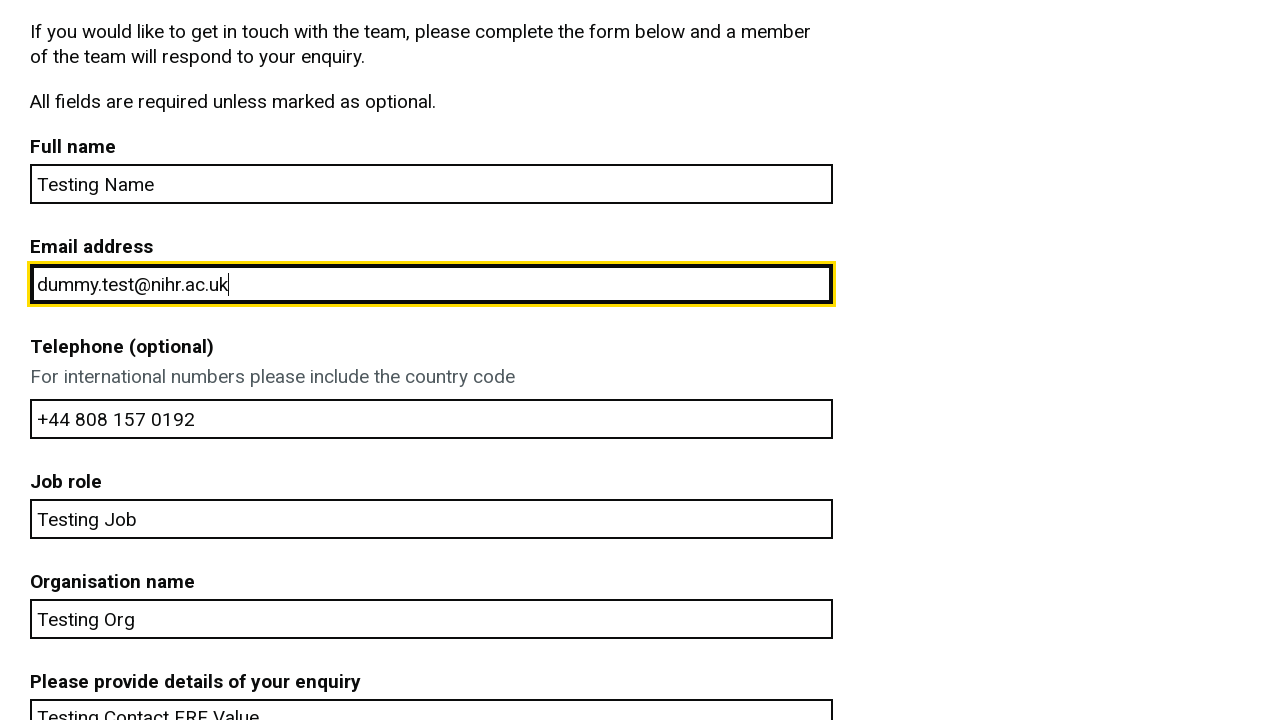 If you would like to get in touch with the team, please complete the form below and a member
of the team will respond to your enquiry.
All fields are required unless marked as optional.
Full name
Testing Name
Email address
dummy.test@nihr.ac.uk
Telephone (optional)
For international numbers please include the country code
+44 808 157 0192
Job role
Testing Job
Organisation name
Testing Org
Please provide details of your enquiry
Testing Contact ERF Value